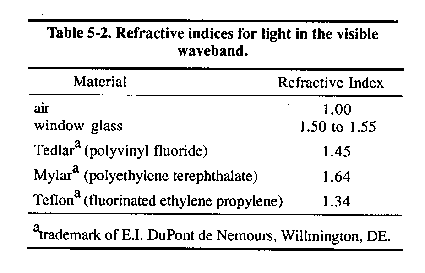 Table 5-2. Refractive indices for light in the visible
waveband.
Material Refractive Index
air 1.00
window glass 1.50 to 1.55
Tedlar^a (polyvinyl fluoride) 1.45
Mylar^a (polyethylene terephthalate) 1.64
Teflon^a (fluorinated ethylene propylene) 1.34
^a trademark of E.I. DuPont de Nemours, Wilmington, DE.